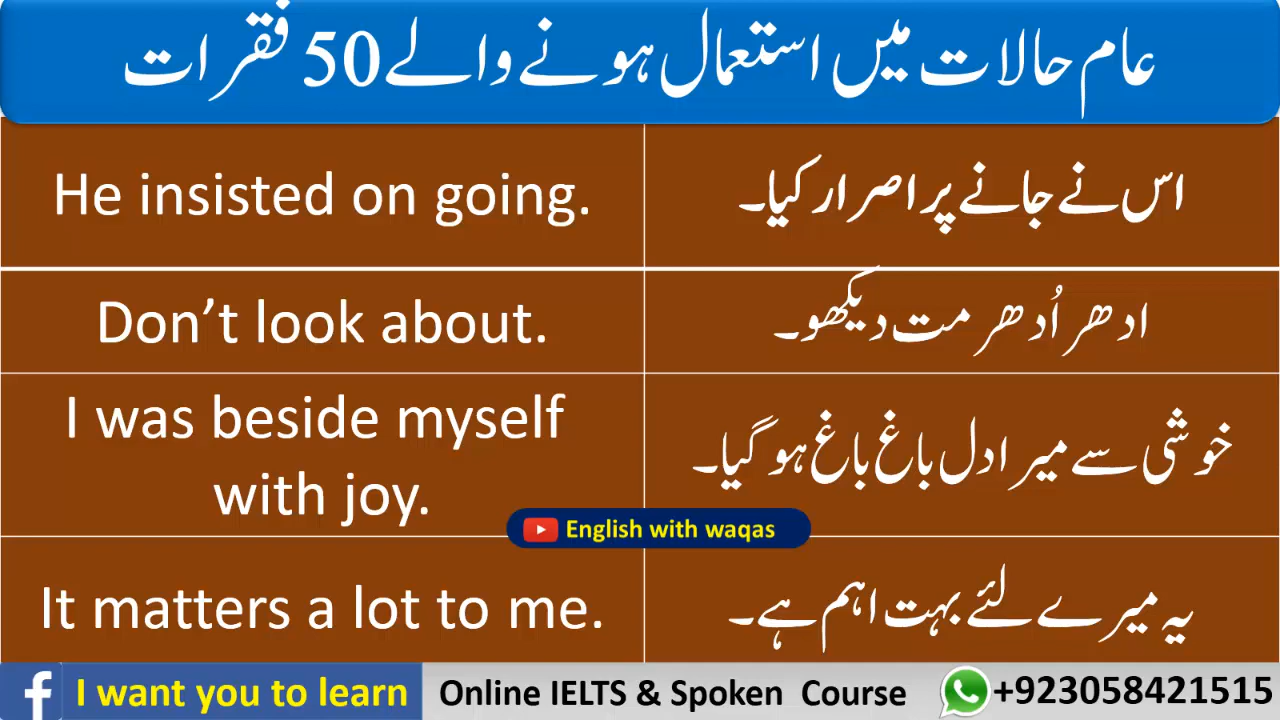 عام حالات میں استعمال ہونے والے 50 فقرات
He insisted on going.
اس نے جانے پر اصرار کیا۔
Don’t look about.
ادھر اُدھر مت دیکھو۔
I was beside myself
with joy.
خوشی سے میرا دل باغ باغ ہو گیا۔
English with waqas
It matters a lot to me.
یہ میرے لئے بہت اہم ہے۔
I want you to learn
Online IELTS & Spoken Course
+923058421515